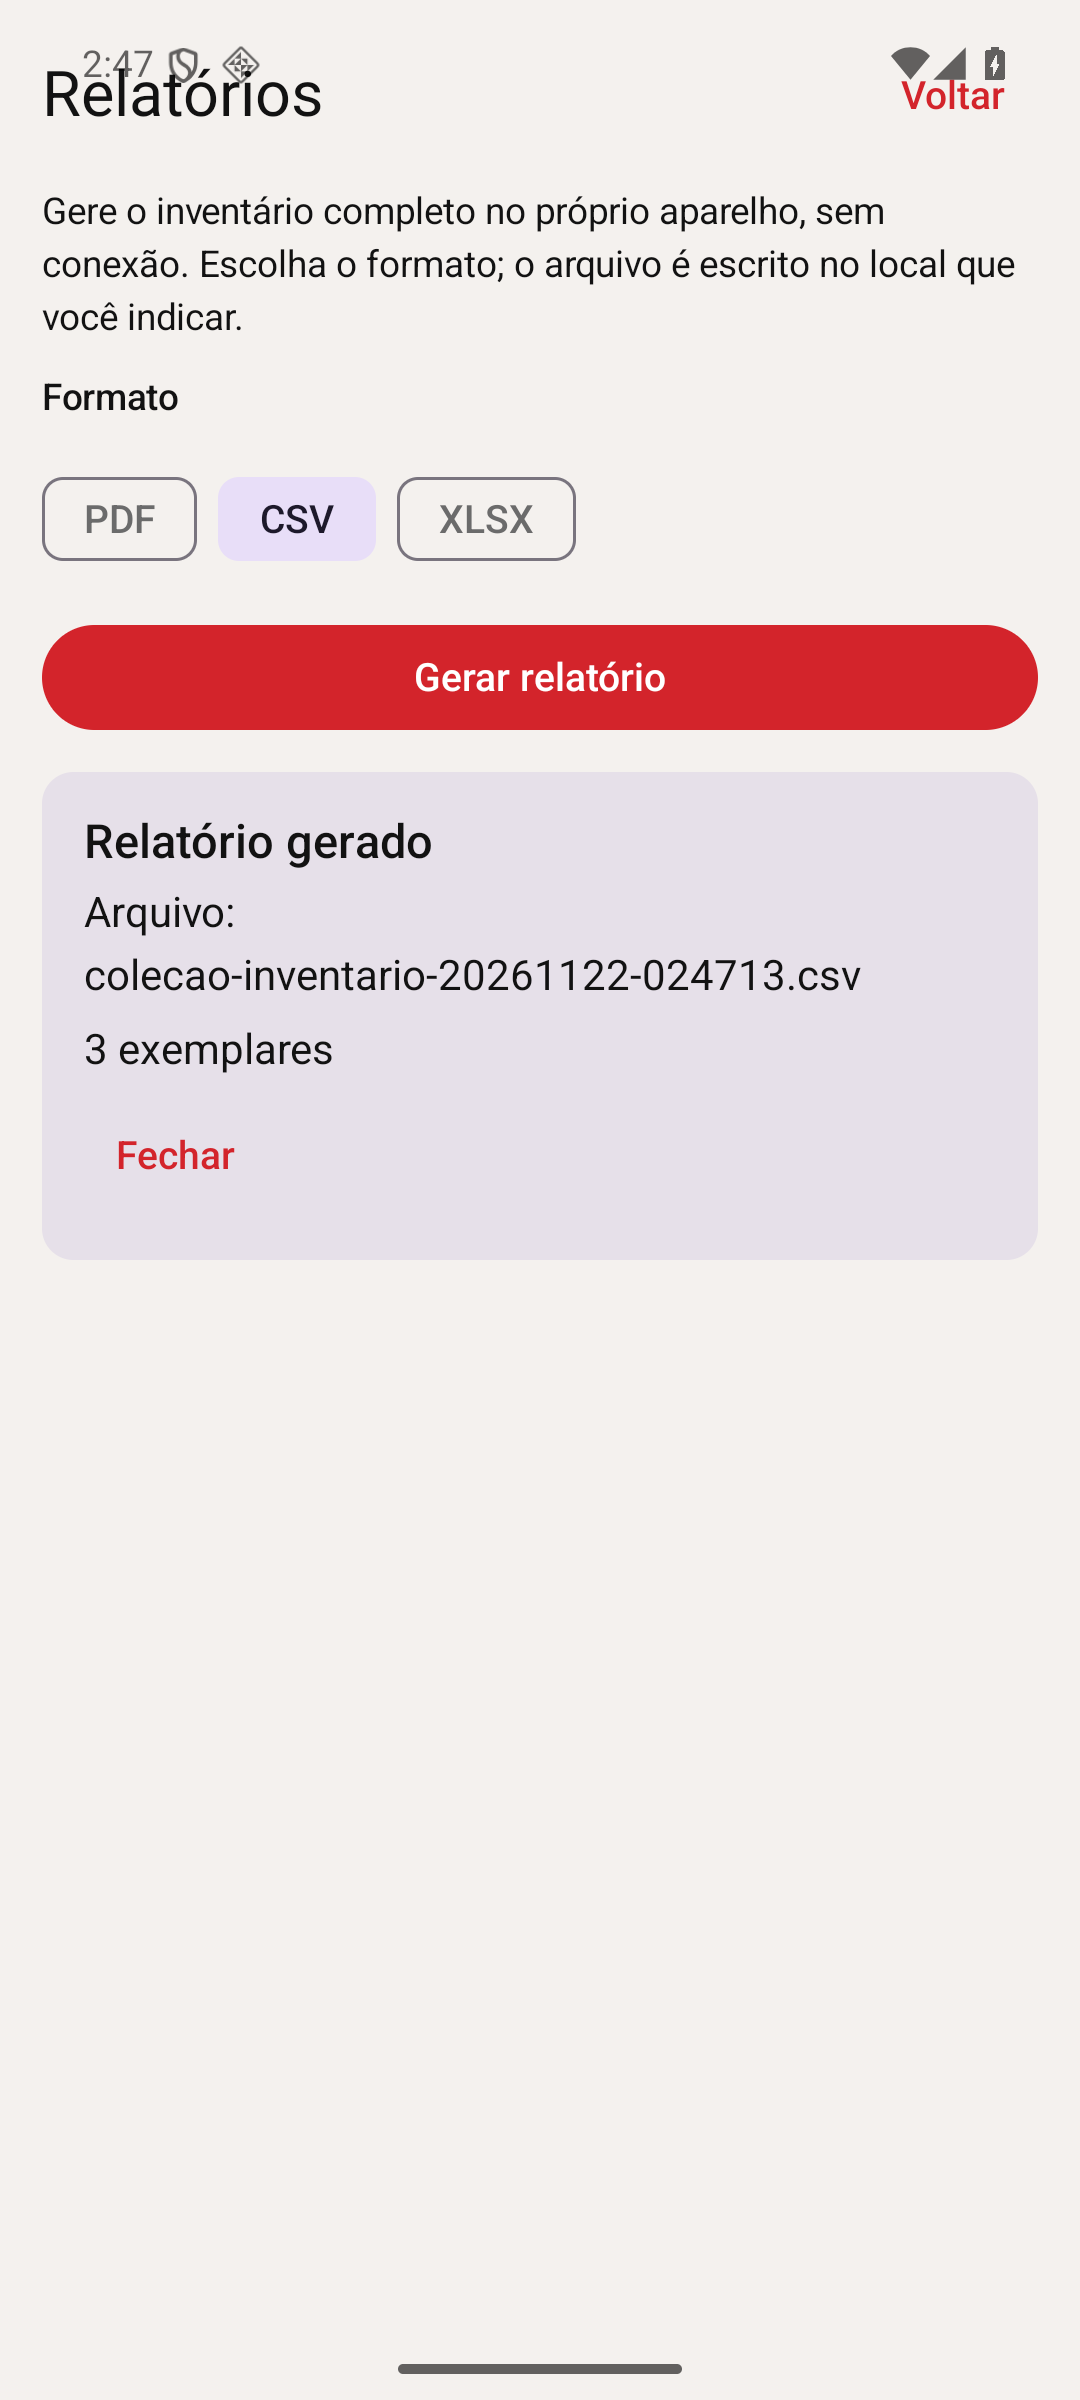 2:47
Relatórios
Voltar
Gere o inventário completo no próprio aparelho, sem
conexão. Escolha o formato; o arquivo é escrito no local que
você indicar.
Formato
PDF
CSV
XLSX
Gerar relatório
Relatório gerado
Arquivo:
colecao-inventario-20261122-024713.csv
3 exemplares
Fechar